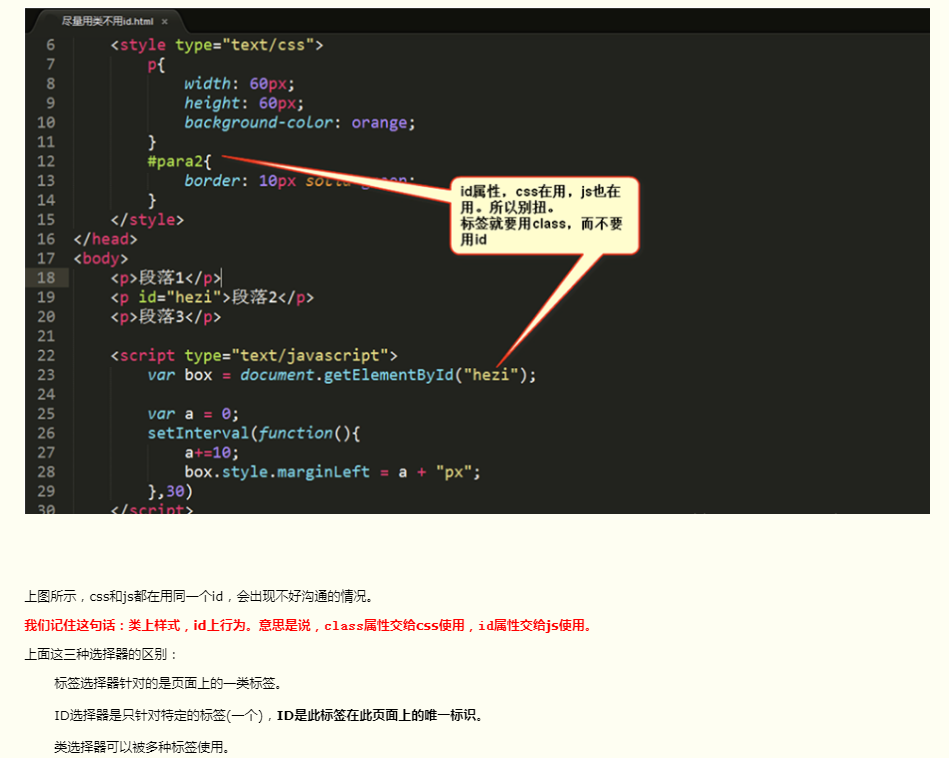 尽量用类不用id.html ×
6 <style type="text/css">
7 p{
8 width: 60px;
9 height: 60px;
10 background-color: orange;
11 }
12 #para2{
13 border: 10px solid green;
14 }
15 </style>
id属性，css在用，js也在
用。所以别扭。
标签就要用class，而不要
用id
16 </head>
17 <body>
18 <p>段落1</p>
19 <p id="hezi">段落2</p>
20 <p>段落3</p>
21
22 <script type="text/javascript">
23 var box = document.getElementById("hezi");
24
25 var a = 0;
26 setInterval(function(){
27 a+=10;
28 box.style.marginLeft = a + "px";
29 },30)
30 </script>
上图所示，css和js都在用同一个id，会出现不好沟通的情况。
我们记住这句话：类上样式，id上行为。意思是说，class属性交给css使用，id属性交给js使用。
上面这三种选择器的区别：
标签选择器针对的是页面上的一类标签。
ID选择器是只针对特定的标签(一个)，ID是此标签在此页面上的唯一标识。
类选择器可以被多种标签使用。